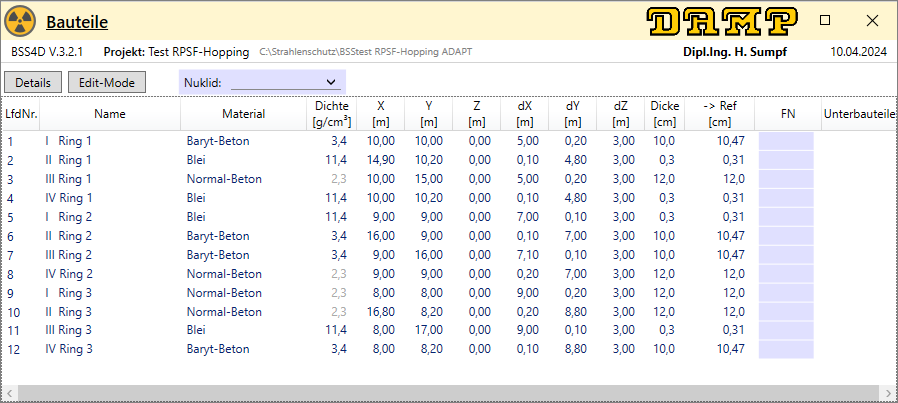 Bauteile DAMP
BSS4D V.3.2.1 Projekt: Test RPSF-Hopping C:\Strahlenschutz\BSStest RPSF-Hopping ADAPT Dipl.Ing. H. Sumpf 10.04.2024
Details Edit-Mode Nuklid:
LfdNr. Name Material Dichte [g/cm³] X [m] Y [m] Z [m] dX [m] dY [m] dZ [m] Dicke [cm] -> Ref [cm] FN Unterbauteile
1 I Ring 1 Baryt-Beton 3,4 10,00 10,00 0,00 5,00 0,20 3,00 10,0 10,47
2 II Ring 1 Blei 11,4 14,90 10,20 0,00 0,10 4,80 3,00 0,3 0,31
3 III Ring 1 Normal-Beton 2,3 10,00 15,00 0,00 5,00 0,20 3,00 12,0 12,0
4 IV Ring 1 Blei 11,4 10,00 10,20 0,00 0,10 4,80 3,00 0,3 0,31
5 I Ring 2 Blei 11,4 9,00 9,00 0,00 7,00 0,10 3,00 0,3 0,31
6 II Ring 2 Baryt-Beton 3,4 16,00 9,00 0,00 0,10 7,00 3,00 10,0 10,47
7 III Ring 2 Baryt-Beton 3,4 9,00 16,00 0,00 7,10 0,10 3,00 10,0 10,47
8 IV Ring 2 Normal-Beton 2,3 9,00 9,00 0,00 0,20 7,00 3,00 12,0 12,0
9 I Ring 3 Normal-Beton 2,3 8,00 8,00 0,00 9,00 0,20 3,00 12,0 12,0
10 II Ring 3 Normal-Beton 2,3 16,80 8,20 0,00 0,20 8,80 3,00 12,0 12,0
11 III Ring 3 Blei 11,4 8,00 17,00 0,00 9,00 0,10 3,00 0,3 0,31
12 IV Ring 3 Baryt-Beton 3,4 8,00 8,20 0,00 0,10 8,80 3,00 10,0 10,47